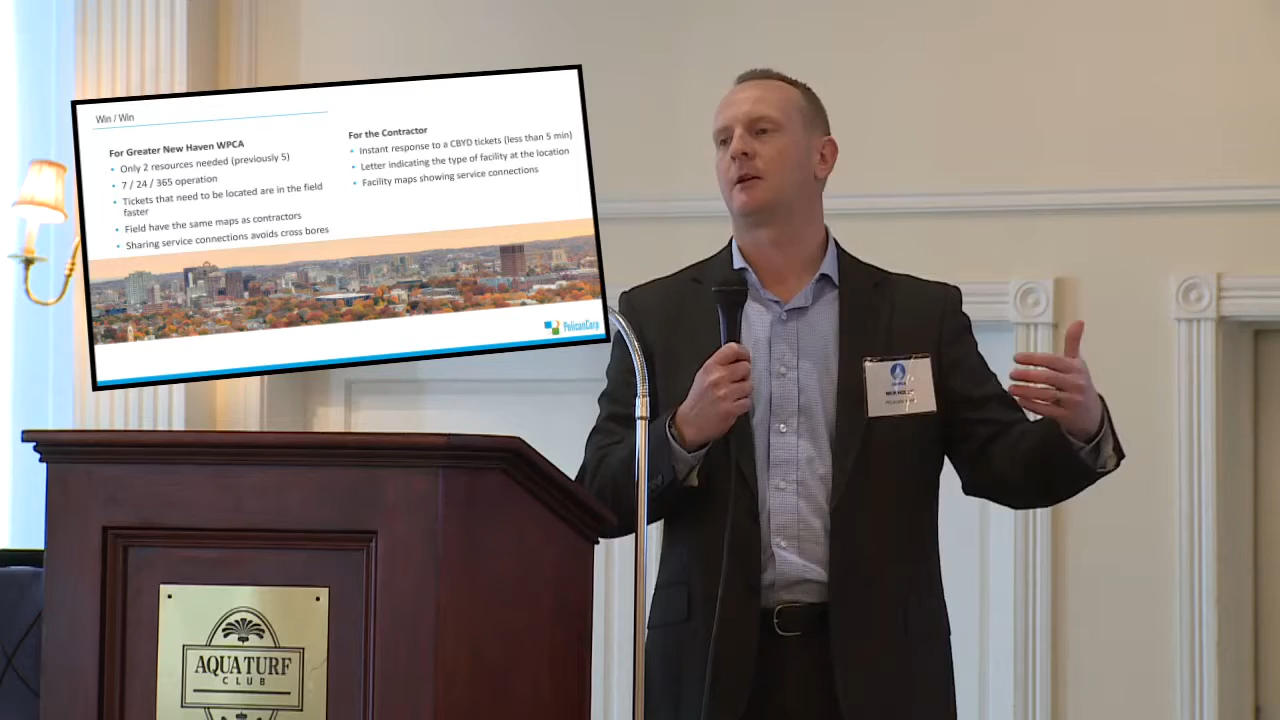 Win / Win
For Greater New Haven WPCA
• Only 2 resources needed (previously 5)
• 7 / 24 / 365 operation
• Tickets that need to be located are in the field
faster
• Field have the same maps as contractors
• Sharing service connections avoids cross bores
For the Contractor
• Instant response to a CBYD tickets (less than 5 min)
• Letter indicating the type of facility at the location
• Facility maps showing service connections
PelicanCorp
AQUA TURF
CLUB